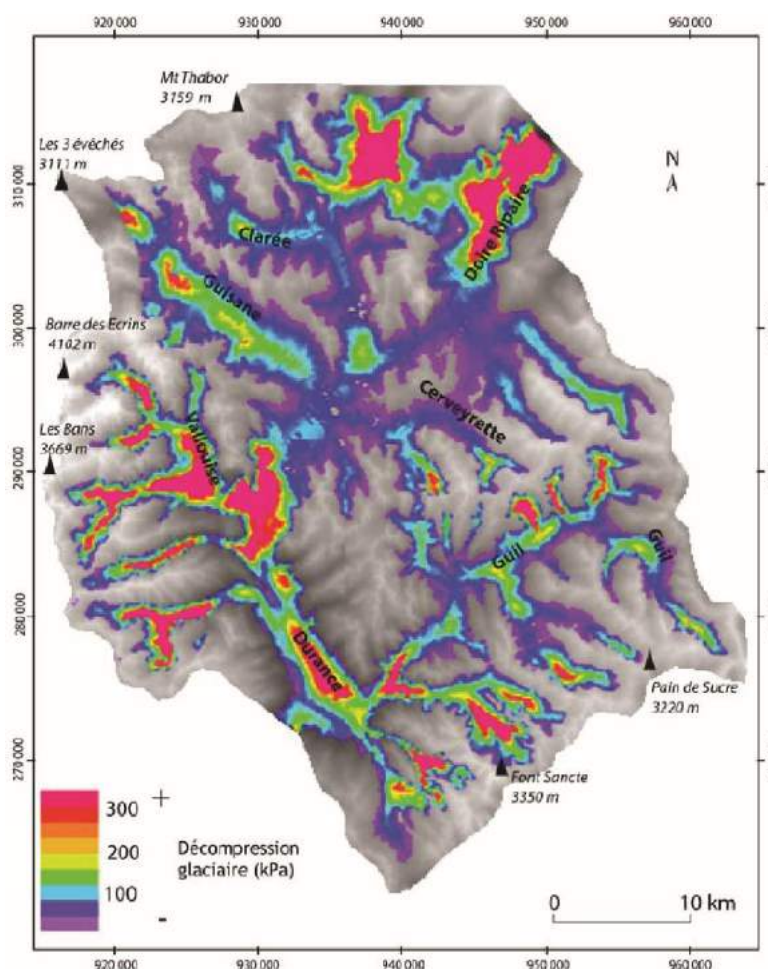 920 000 930 000 940 000 950 000 960 000
Mt Thabor
3159 m
Les 3 évéchés
3111 m
N
310 000
Clarée
Doire Ripaire
Guisane
300 000
Barre des Ecrins
4102 m
Cerveyrette
Vallouise
Les Bans
3669 m
290 000
Guil
Guil
280 000
Durance
Pain de Sucre
3220 m
270 000
Font Sancte
3350 m
300 +
200
Décompression
glaciaire (kPa)
100
-
0 10 km
920 000 930 000 940 000 950 000 960 000